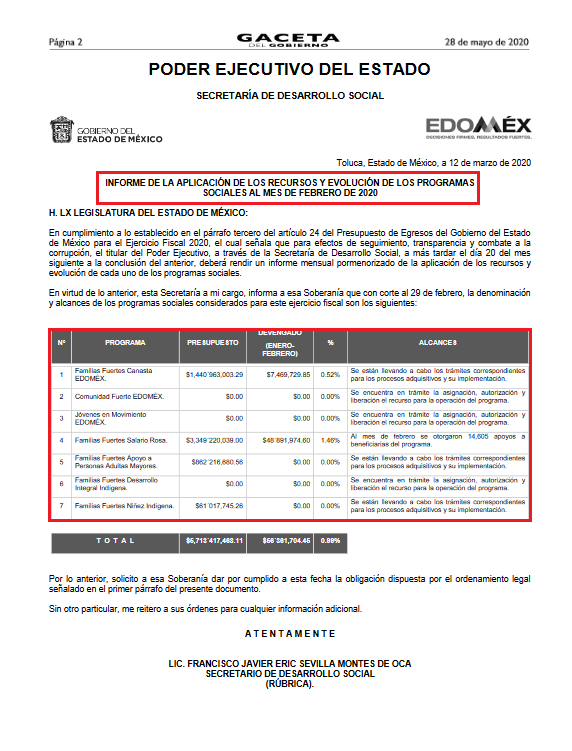 Página 2
GACETA
DEL GOBIERNO
28 de mayo de 2020
PODER EJECUTIVO DEL ESTADO
SECRETARÍA DE DESARROLLO SOCIAL
GOBIERNO DEL
ESTADO DE MÉXICO
EDOMÉX
DECISIONES FIRMES, RESULTADOS FUERTES.
Toluca, Estado de México, a 12 de marzo de 2020
INFORME DE LA APLICACIÓN DE LOS RECURSOS Y EVOLUCIÓN DE LOS PROGRAMAS
SOCIALES AL MES DE FEBRERO DE 2020
H. LX LEGISLATURA DEL ESTADO DE MÉXICO:
En cumplimiento a lo establecido en el párrafo tercero del artículo 24 del Presupuesto de Egresos del Gobierno del Estado
de México para el Ejercicio Fiscal 2020, el cual señala que para efectos de seguimiento, transparencia y combate a la
corrupción, el titular del Poder Ejecutivo, a través de la Secretaría de Desarrollo Social, a más tardar el día 20 del mes
siguiente a la conclusión del anterior, deberá rendir un informe mensual pormenorizado de la aplicación de los recursos y
evolución de cada uno de los programas sociales.
En virtud de lo anterior, esta Secretaría a mi cargo, informa a esa Soberanía que con corte al 29 de febrero, la denominación
y alcances de los programas sociales considerados para este ejercicio fiscal son los siguientes:
Nº PROGRAMA PRESUPUESTO DEVENGADO (ENERO-FEBRERO) % ALCANCES
1 Familias Fuertes Canasta EDOMÉX. $1,440´963,003.29 $7,469,729.85 0.52% Se están llevando a cabo los trámites correspondientes para los procesos adquisitivos y su implementación.
2 Comunidad Fuerte EDOMÉX. $0.00 $0.00 0.00% Se encuentra en trámite la asignación, autorización y liberación el recurso para la operación del programa.
3 Jóvenes en Movimiento EDOMÉX. $0.00 $0.00 0.00% Se encuentra en trámite la asignación, autorización y liberación el recurso para la operación del programa.
4 Familias Fuertes Salario Rosa. $3,349´220,039.00 $48´891,974.60 1.46% Al mes de febrero se otorgaron 14,605 apoyos a beneficiarias del programa.
5 Familias Fuertes Apoyo a Personas Adultas Mayores. $862´216,680.56 $0.00 0.00% Se están llevando a cabo los trámites correspondientes para los procesos adquisitivos y su implementación.
6 Familias Fuertes Desarrollo Integral Indígena. $0.00 $0.00 0.00% Se encuentra en trámite la asignación, autorización y liberación el recurso para la operación del programa.
7 Familias Fuertes Niñez Indígena. $61´017,745.26 $0.00 0.00% Se están llevando a cabo los trámites correspondientes para los procesos adquisitivos y su implementación.
TOTAL $5,713´417,468.11 $56´361,704.45 0.99%
Por lo anterior, solicito a esa Soberanía dar por cumplido a esta fecha la obligación dispuesta por el ordenamiento legal
señalado en el primer párrafo del presente documento.
Sin otro particular, me reitero a sus órdenes para cualquier información adicional.
ATENTAMENTE
LIC. FRANCISCO JAVIER ERIC SEVILLA MONTES DE OCA
SECRETARIO DE DESARROLLO SOCIAL
(RÚBRICA).